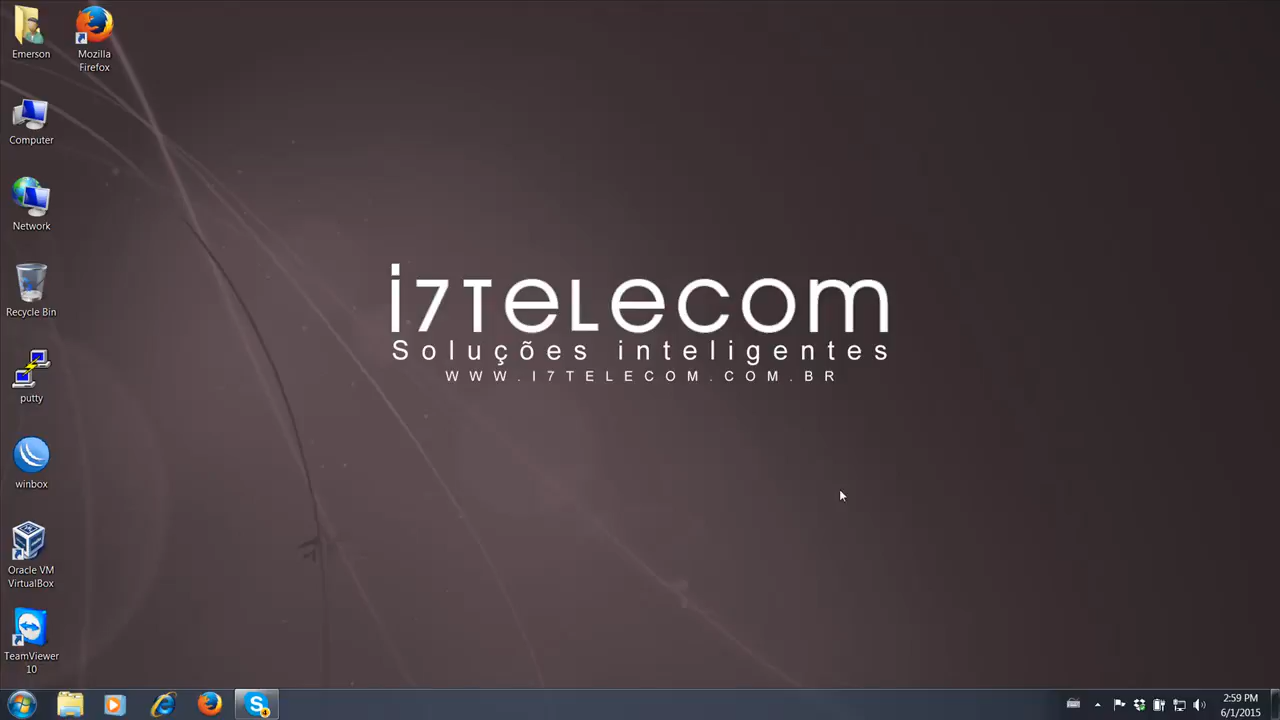 Emerson
Mozilla
Firefox
Computer
Network
Recycle Bin
putty
winbox
Oracle VM
VirtualBox
TeamViewer
10
i7TELECOM
Soluções inteligentes
WWW.I7TELECOM.COM.BR
S
4
2:59 PM
6/1/2015